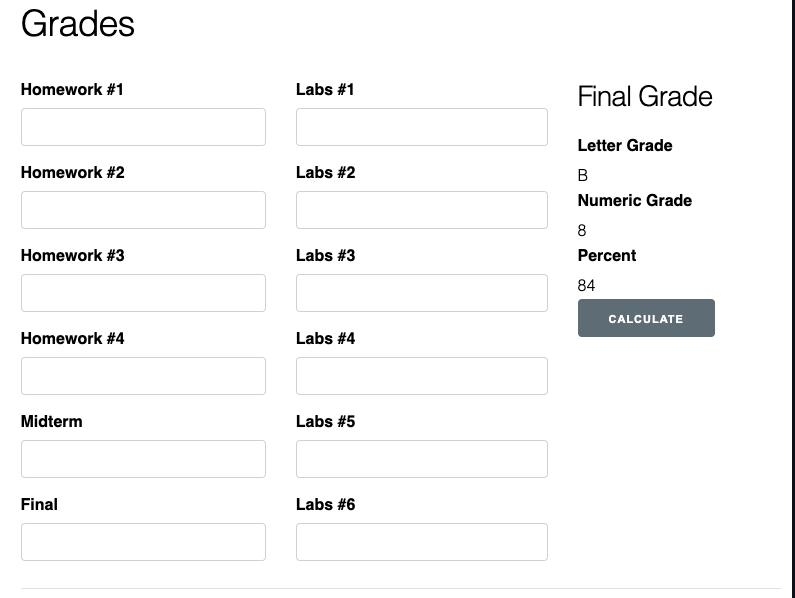 Grades
Homework #1
Homework #2
Homework #3
Homework #4
Midterm
Final
Labs #1
Labs #2
Labs #3
Labs #4
Labs #5
Labs #6
Final Grade
Letter Grade
B
Numeric Grade
8
Percent
84
CALCULATE